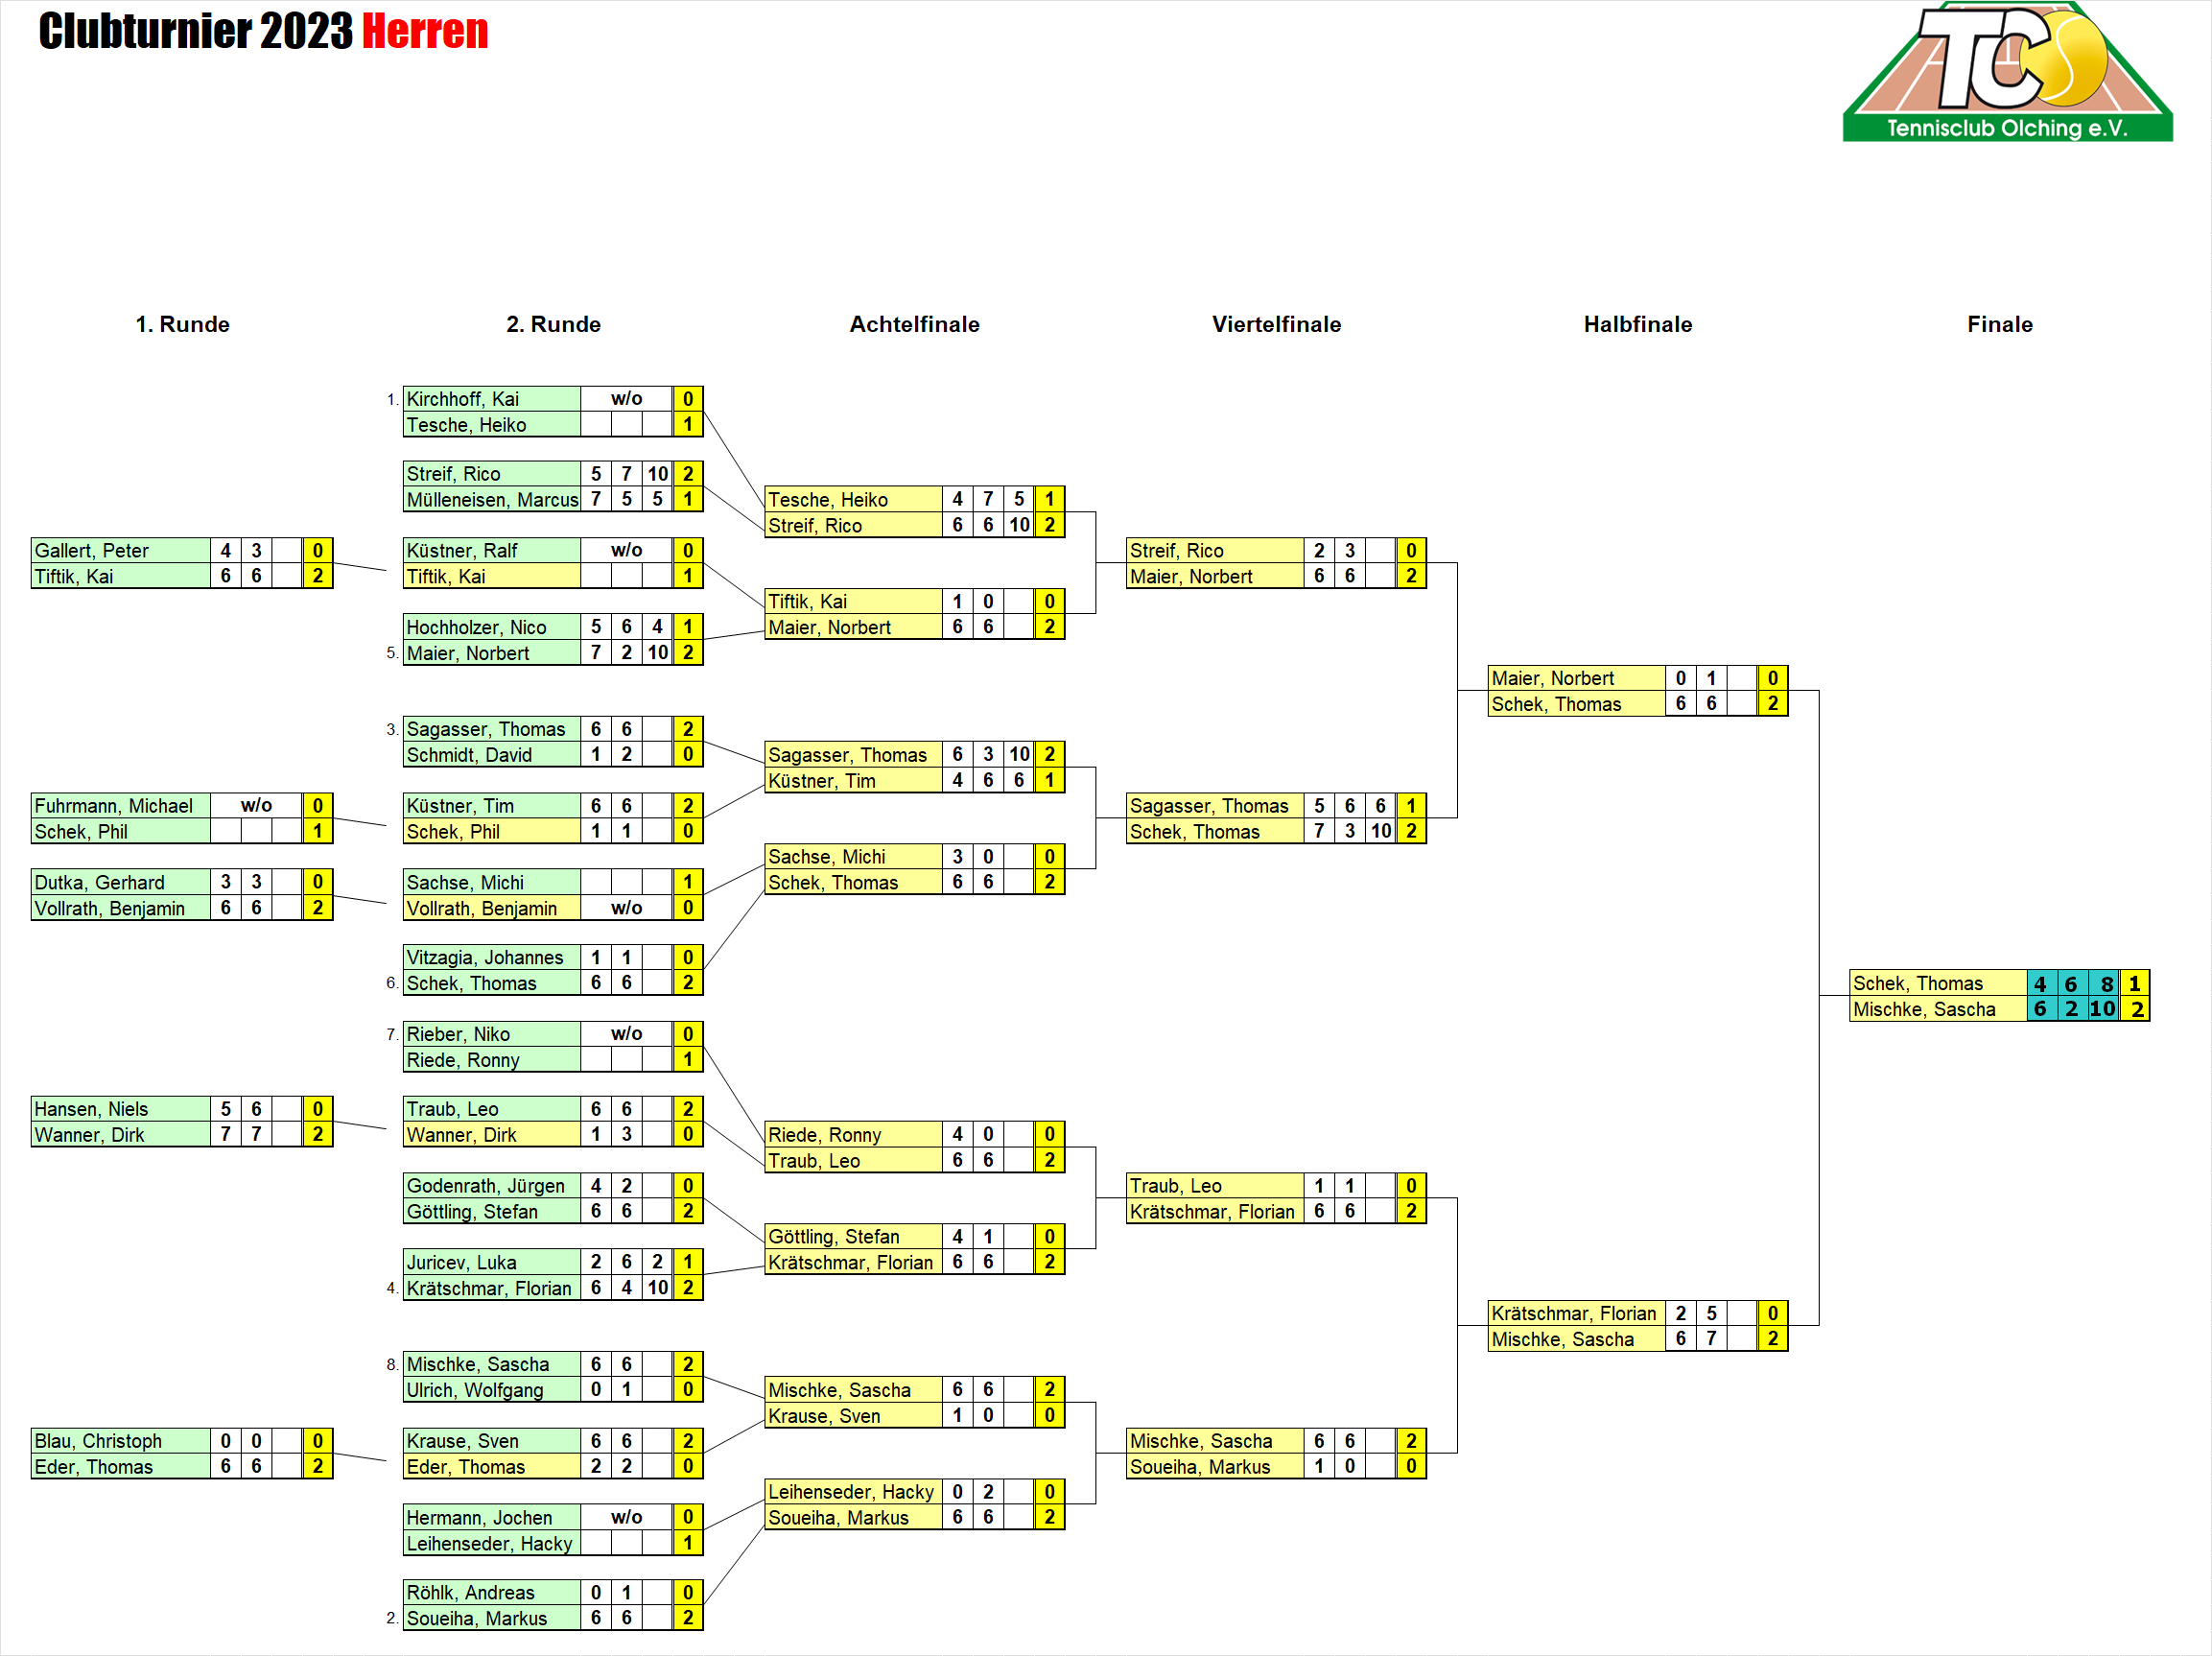 Clubturnier 2023 Herren
TC
Tennisclub Olching e.V.
1. Runde 2. Runde Achtelfinale Viertelfinale Halbfinale Finale
Gallert, Peter 4 3 0
Tiftik, Kai 6 6 2
Fuhrmann, Michael w/o 0
Schek, Phil 1
Dutka, Gerhard 3 3 0
Vollrath, Benjamin 6 6 2
Hansen, Niels 5 6 0
Wanner, Dirk 7 7 2
Blau, Christoph 0 0 0
Eder, Thomas 6 6 2
1. Kirchhoff, Kai w/o 0
Tesche, Heiko 1
Streif, Rico 5 7 10 2
Mülleneisen, Marcus 7 5 5 1
Küstner, Ralf w/o 0
Tiftik, Kai 1
Hochholzer, Nico 5 6 4 1
5. Maier, Norbert 7 2 10 2
3. Sagasser, Thomas 6 6 2
Schmidt, David 1 2 0
Küstner, Tim 6 6 2
Schek, Phil 1 1 0
Sachse, Michi 1
Vollrath, Benjamin w/o 0
Vitzagia, Johannes 1 1 0
6. Schek, Thomas 6 6 2
7. Rieber, Niko w/o 0
Riede, Ronny 1
Traub, Leo 6 6 2
Wanner, Dirk 1 3 0
Godenrath, Jürgen 4 2 0
Göttling, Stefan 6 6 2
Juricev, Luka 2 6 2 1
4. Krätschmar, Florian 6 4 10 2
8. Mischke, Sascha 6 6 2
Ulrich, Wolfgang 0 1 0
Krause, Sven 6 6 2
Eder, Thomas 2 2 0
Hermann, Jochen w/o 0
Leihenseder, Hacky 1
Röhlk, Andreas 0 1 0
2. Soueiha, Markus 6 6 2
Tesche, Heiko 4 7 5 1
Streif, Rico 6 6 10 2
Tiftik, Kai 1 0 0
Maier, Norbert 6 6 2
Sagasser, Thomas 6 3 10 2
Küstner, Tim 4 6 6 1
Sachse, Michi 3 0 0
Schek, Thomas 6 6 2
Riede, Ronny 4 0 0
Traub, Leo 6 6 2
Göttling, Stefan 4 1 0
Krätschmar, Florian 6 6 2
Mischke, Sascha 6 6 2
Krause, Sven 1 0 0
Leihenseder, Hacky 0 2 0
Soueiha, Markus 6 6 2
Streif, Rico 2 3 0
Maier, Norbert 6 6 2
Sagasser, Thomas 5 6 6 1
Schek, Thomas 7 3 10 2
Traub, Leo 1 1 0
Krätschmar, Florian 6 6 2
Mischke, Sascha 6 6 2
Soueiha, Markus 1 0 0
Maier, Norbert 0 1 0
Schek, Thomas 6 6 2
Krätschmar, Florian 2 5 0
Mischke, Sascha 6 7 2
Schek, Thomas 4 6 8 1
Mischke, Sascha 6 2 10 2